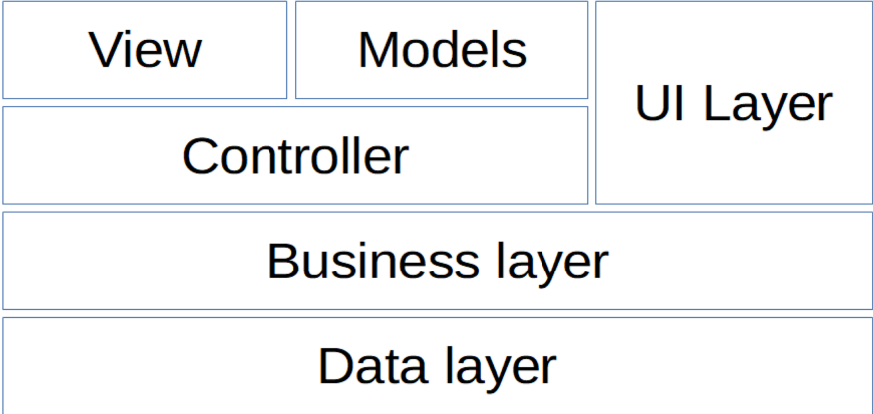 View
Models
UI Layer
Controller
Business layer
Data layer